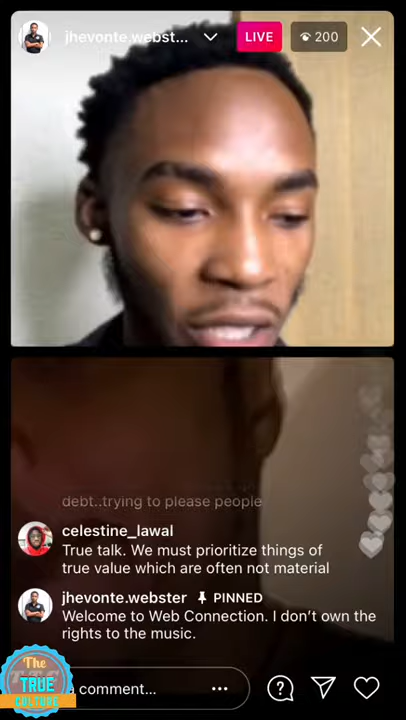 jhevonte.webst...
LIVE
200
debt..trying to please people
celestine_lawal
True talk. We must prioritize things of
true value which are often not material
jhevonte.webster PINNED
Welcome to Web Connection. I don't own the
rights to the music.
a comment...
The
TRUE
CULTURE